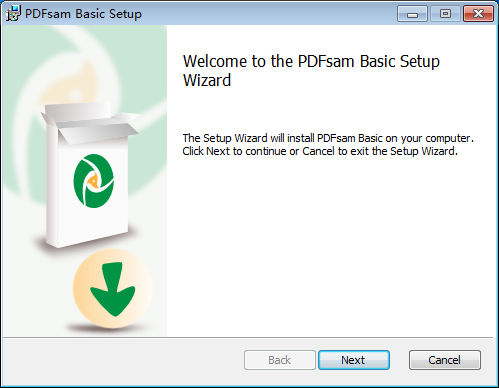 PDFsam Basic Setup
Welcome to the PDFsam Basic Setup
Wizard
The Setup Wizard will install PDFsam Basic on your computer.
Click Next to continue or Cancel to exit the Setup Wizard.
Back
Next
Cancel